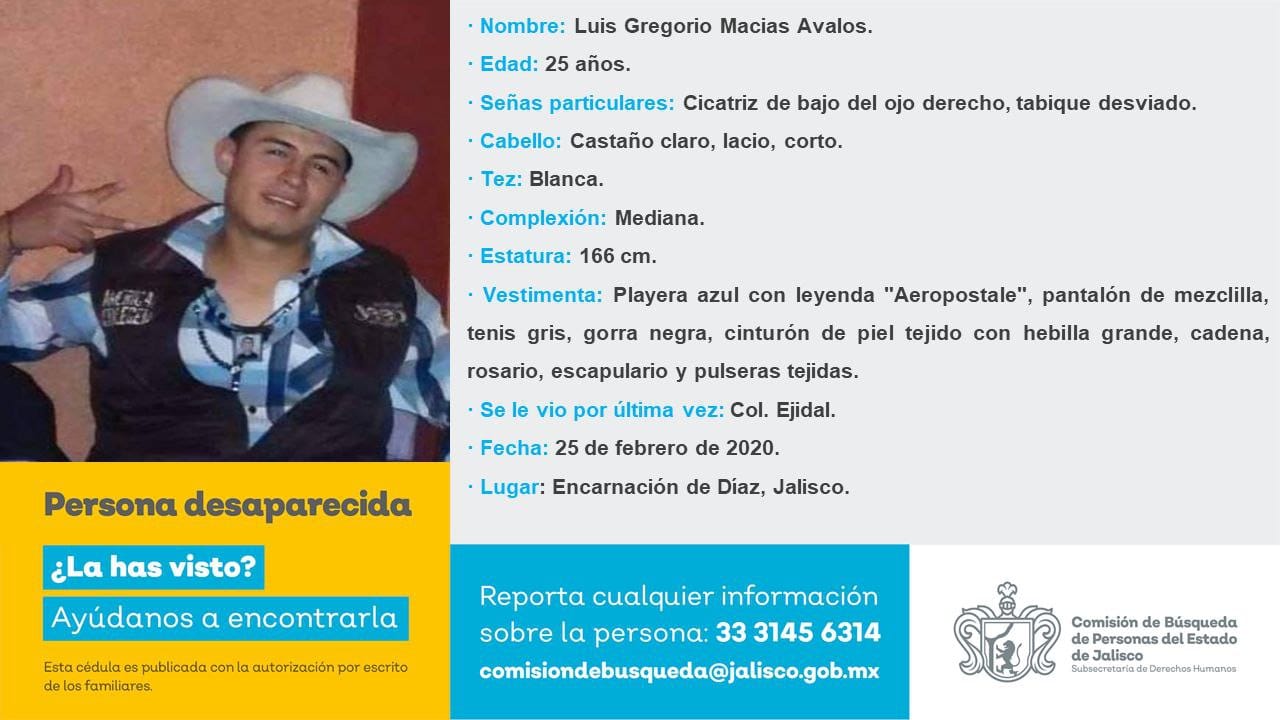 · Nombre: Luis Gregorio Macias Avalos.
· Edad: 25 años.
· Señas particulares: Cicatriz de bajo del ojo derecho, tabique desviado.
· Cabello: Castaño claro, lacio, corto.
· Tez: Blanca.
· Complexión: Mediana.
· Estatura: 166 cm.
· Vestimenta: Playera azul con leyenda "Aeropostale", pantalón de mezclilla,
tenis gris, gorra negra, cinturón de piel tejido con hebilla grande, cadena,
rosario, escapulario y pulseras tejidas.
· Se le vio por última vez: Col. Ejidal.
· Fecha: 25 de febrero de 2020.
· Lugar: Encarnación de Díaz, Jalisco.
Persona desaparecida
¿La has visto?
Ayúdanos a encontrarla
Esta cédula es publicada con la autorización por escrito
de los familiares.
Reporta cualquier información
sobre la persona: 33 3145 6314
comisiondebusqueda@jalisco.gob.mx
Comisión de Búsqueda
de Personas del Estado
de Jalisco
Subsecretaría de Derechos Humanos